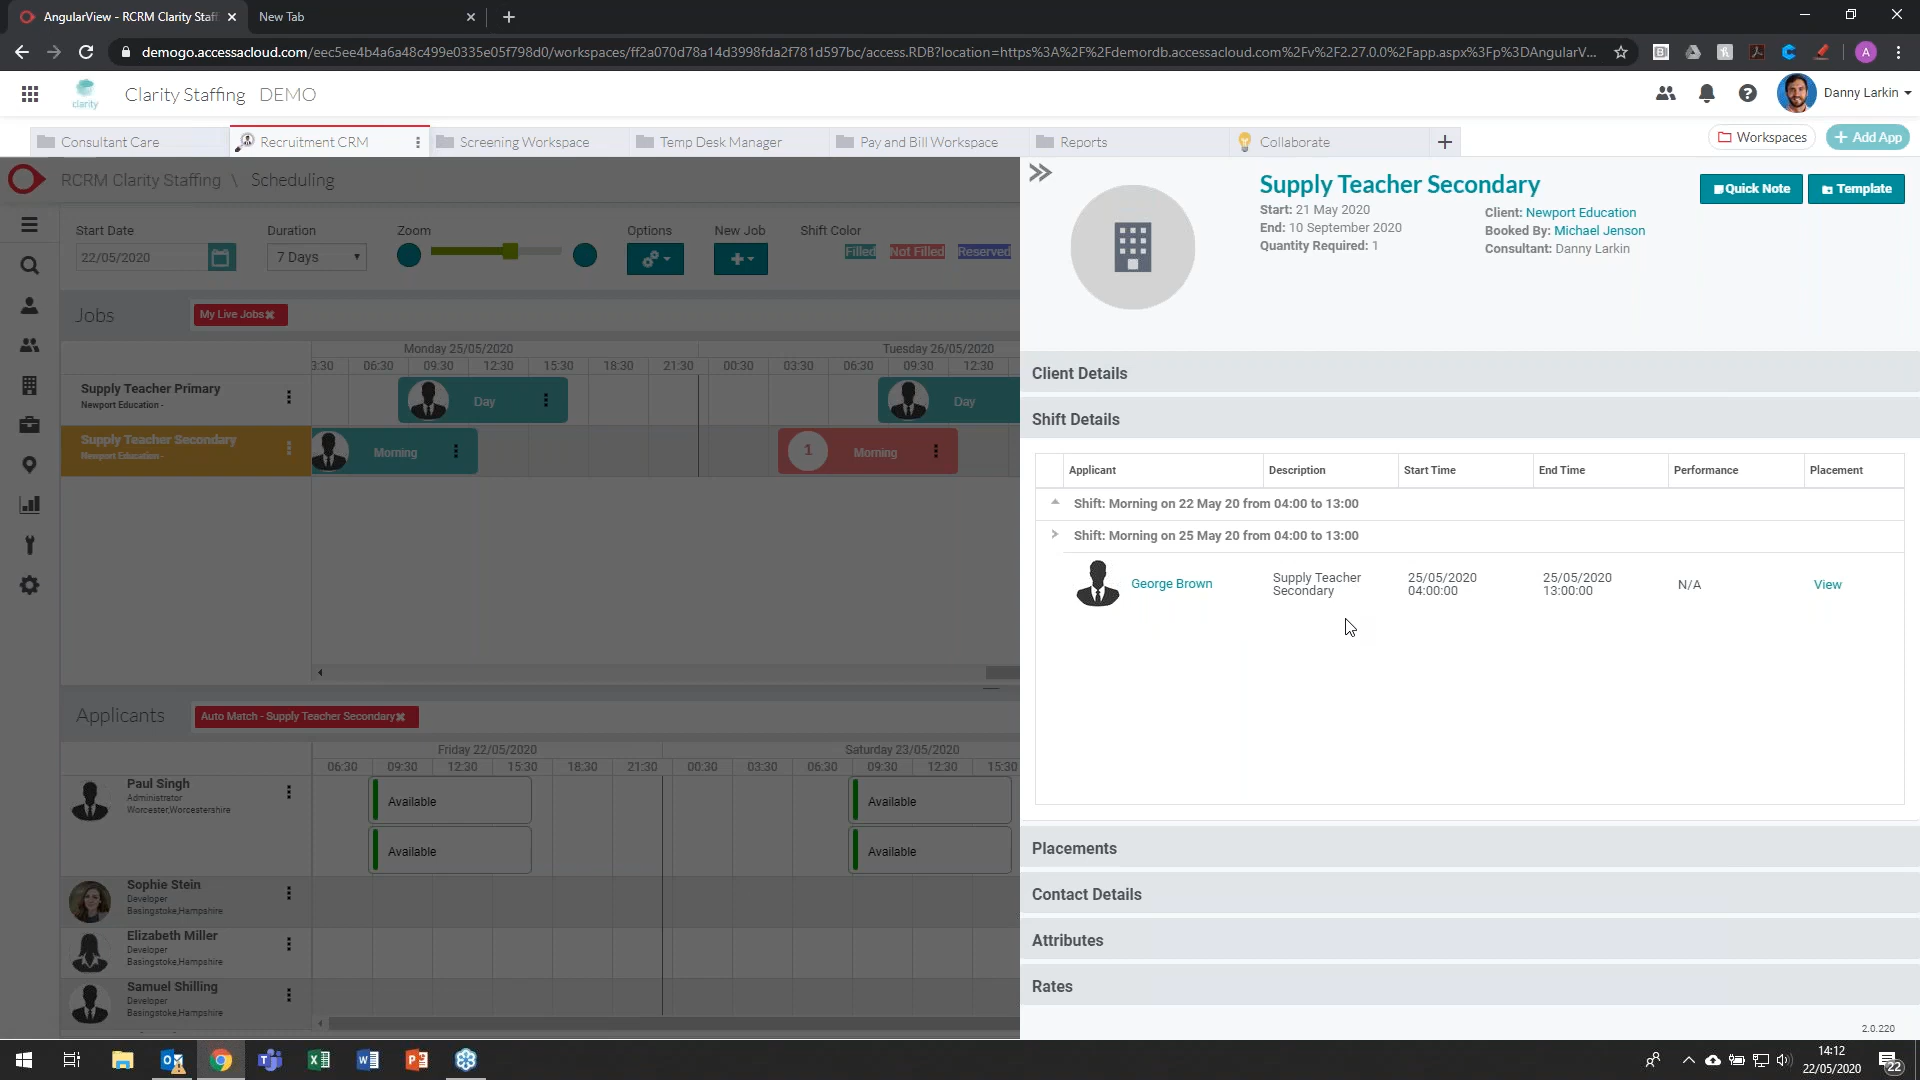 AngularView - RCRM Clarity Staff
New Tab
demogo.accessacloud.com/eec5ee4b4a6a48c499e0335e05f798d0/workspaces/ff2a070d78a14d3998fda2f781d597bc/access.RDB?location=https%3A%2F%2Fdemordb.accessacloud.com%2Fv%2F2.27.0.0%2Fapp.aspx%3Fp%3DAngularV...
A
clarity
Clarity Staffing DEMO
Danny Larkin
Consultant Care
Recruitment CRM
Screening Workspace
Temp Desk Manager
Pay and Bill Workspace
Reports
Collaborate
Workspaces
Add App
RCRM Clarity Staffing \ Scheduling
Start Date
Duration
Zoom
Options
New Job
Shift Color
22/05/2020
7 Days
Filled
Not Filled
Reserved
Jobs
My Live Jobs
Monday 25/05/2020
Tuesday 26/05/2020
3:30 06:30 09:30 12:30 15:30 18:30 21:30 00:30 03:30 06:30 09:30 12:30
Supply Teacher Primary
Newport Education -
Day
Day
Supply Teacher Secondary
Newport Education -
Morning
1 Morning
Applicants
Auto Match - Supply Teacher Secondary
Friday 22/05/2020
Saturday 23/05/2020
06:30 09:30 12:30 15:30 18:30 21:30 00:30 03:30 06:30 09:30 12:30 15:30
Paul Singh
Administrator
Worcester,Worcestershire
Available
Available
Available
Available
Sophie Stein
Developer
Basingstoke,Hampshire
Elizabeth Miller
Developer
Basingstoke,Hampshire
Samuel Shilling
Developer
Basingstoke,Hampshire
Supply Teacher Secondary
Start: 21 May 2020
End: 10 September 2020
Quantity Required: 1
Client: Newport Education
Booked By: Michael Jenson
Consultant: Danny Larkin
Quick Note
Template
Client Details
Shift Details
Applicant
Description
Start Time
End Time
Performance
Placement
Shift: Morning on 22 May 20 from 04:00 to 13:00
Shift: Morning on 25 May 20 from 04:00 to 13:00
George Brown
Supply Teacher
Secondary
25/05/2020
04:00:00
25/05/2020
13:00:00
N/A
View
Placements
Contact Details
Attributes
Rates
2.0.220
14:12
22/05/2020
22